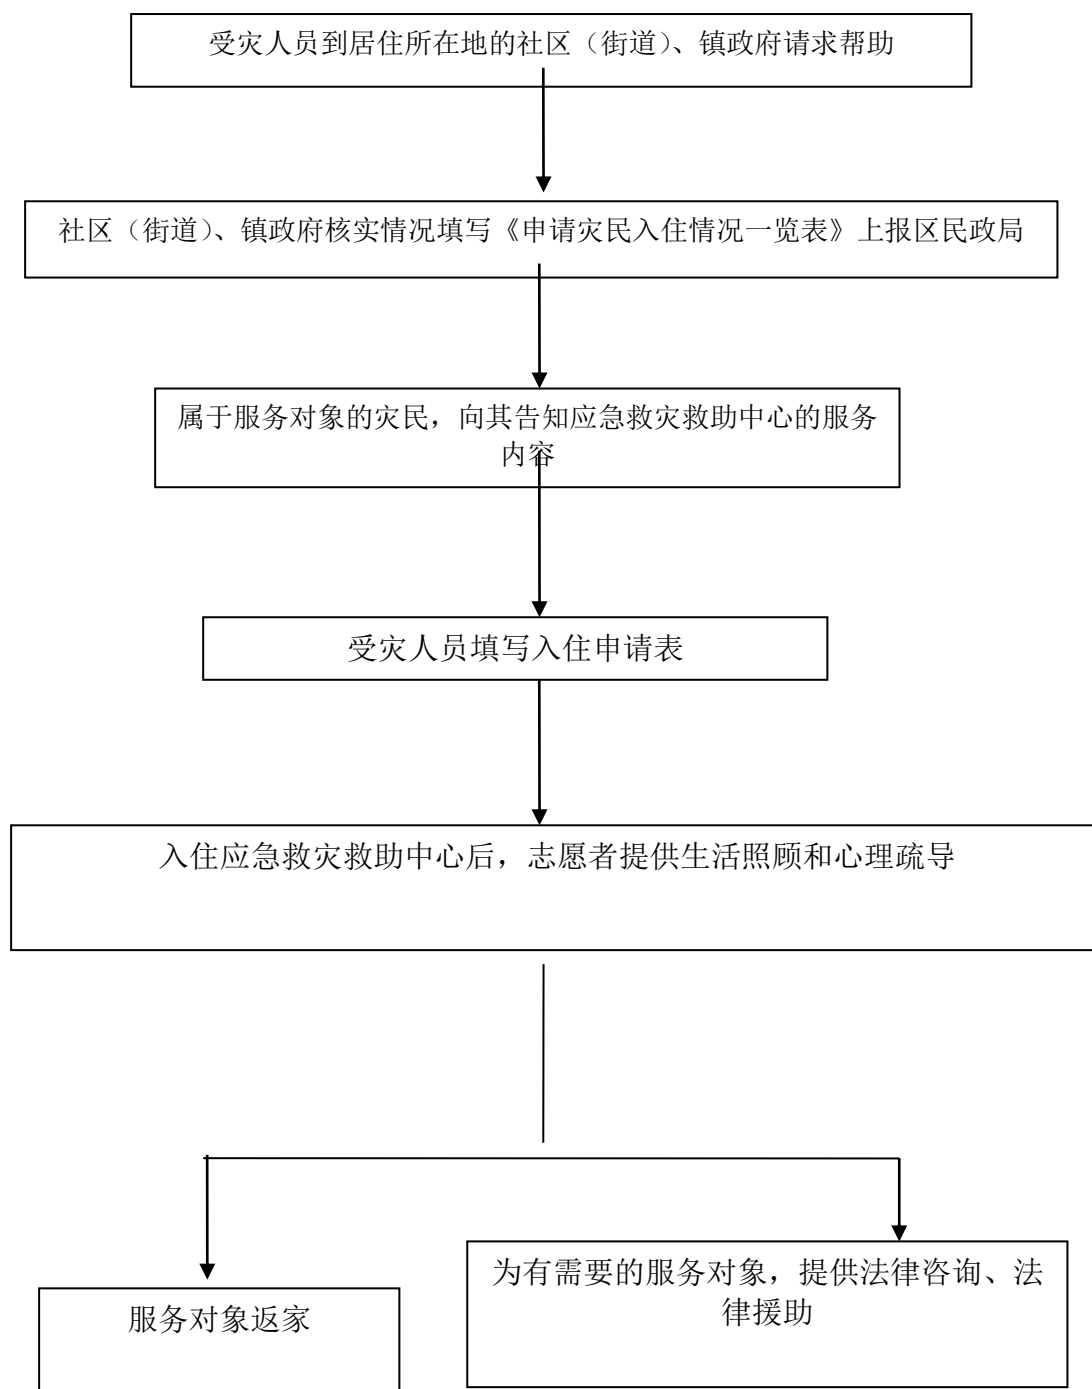 受灾人员到居住所在地的社区（街道）、镇政府请求帮助
社区（街道）、镇政府核实情况填写《申请灾民入住情况一览表》上报区民政局
属于服务对象的灾民，向其告知应急救灾救助中心的服务
内容
受灾人员填写入住申请表
入住应急救灾救助中心后，志愿者提供生活照顾和心理疏导
服务对象返家
为有需要的服务对象，提供法律咨询、法
律援助